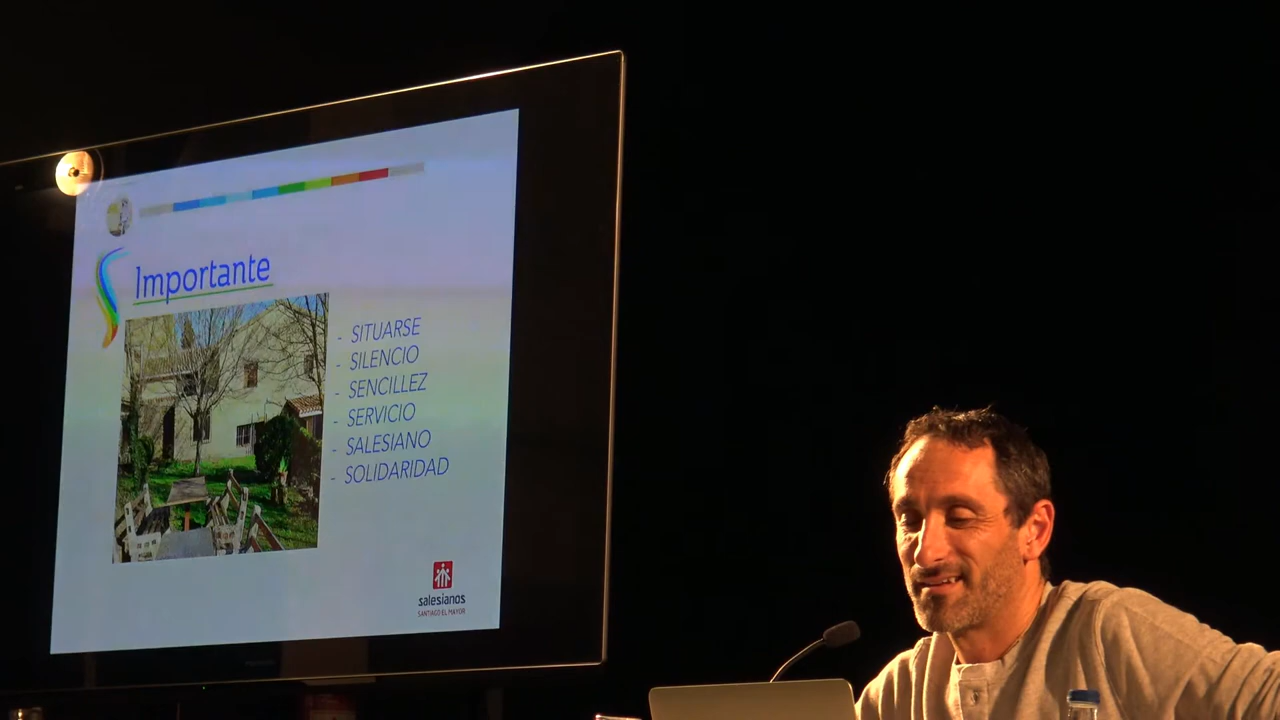 Importante
- SITUARSE
- SILENCIO
- SENCILLEZ
- SERVICIO
- SALESIANO
- SOLIDARIDAD
salesianos
SANTIAGO EL MAYOR